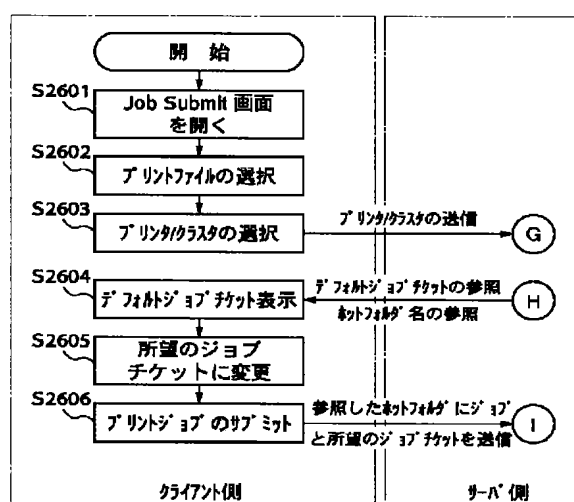 開 始
S2601
Job Submit 画面
を開く
S2602
プリントファイルの選択
S2603
プリンタ/クラスタの選択
プリンタ/クラスタの送信
G
S2604
デフォルトジョブチケット表示
デフォルトジョブチケットの参照
ホットフォルダ名の参照
H
S2605
所望のジョブ
チケットに変更
S2606
プリントジョブのサブミット
参照したホットフォルダにジョブ
と所望のジョブチケットを送信
I
クライアント側
サーバ側